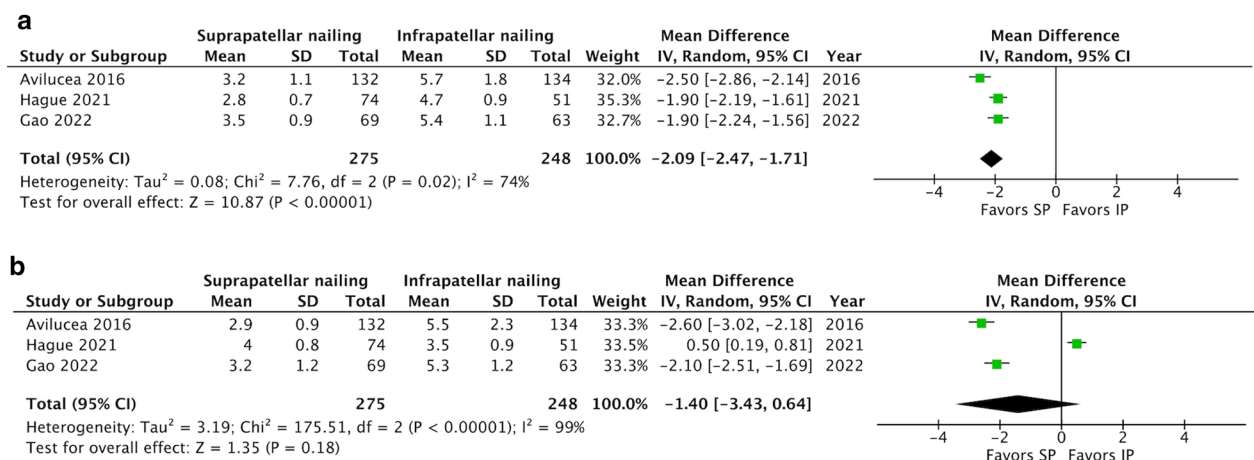 a
Suprapatellar nailing Infrapatellar nailing Mean Difference Mean Difference
Study or Subgroup Mean SD Total Mean SD Total Weight IV, Random, 95% CI Year IV, Random, 95% CI
Avilucea 2016 3.2 1.1 132 5.7 1.8 134 32.0% −2.50 [−2.86, −2.14] 2016
Hague 2021 2.8 0.7 74 4.7 0.9 51 35.3% −1.90 [−2.19, −1.61] 2021
Gao 2022 3.5 0.9 69 5.4 1.1 63 32.7% −1.90 [−2.24, −1.56] 2022
Total (95% CI) 275 248 100.0% −2.09 [−2.47, −1.71]
Heterogeneity: Tau² = 0.08; Chi² = 7.76, df = 2 (P = 0.02); I² = 74%
Test for overall effect: Z = 10.87 (P < 0.00001)
−4 −2 0 2 4
Favors SP Favors IP
b
Suprapatellar nailing Infrapatellar nailing Mean Difference Mean Difference
Study or Subgroup Mean SD Total Mean SD Total Weight IV, Random, 95% CI Year IV, Random, 95% CI
Avilucea 2016 2.9 0.9 132 5.5 2.3 134 33.3% −2.60 [−3.02, −2.18] 2016
Hague 2021 4 0.8 74 3.5 0.9 51 33.5% 0.50 [0.19, 0.81] 2021
Gao 2022 3.2 1.2 69 5.3 1.2 63 33.3% −2.10 [−2.51, −1.69] 2022
Total (95% CI) 275 248 100.0% −1.40 [−3.43, 0.64]
Heterogeneity: Tau² = 3.19; Chi² = 175.51, df = 2 (P < 0.00001); I² = 99%
Test for overall effect: Z = 1.35 (P = 0.18)
−4 −2 0 2 4
Favors SP Favors IP